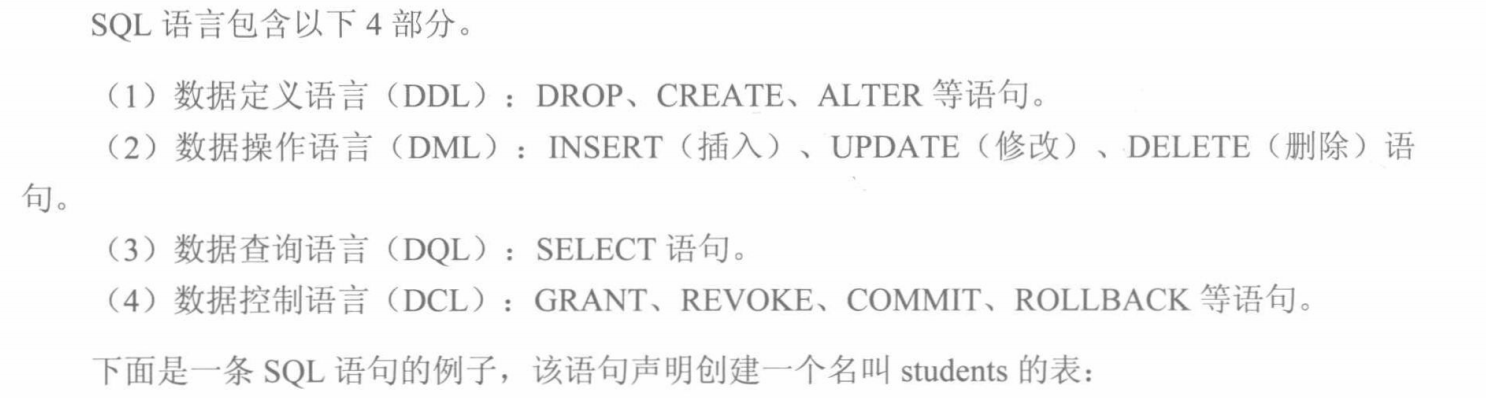 SQL 语言包含以下 4 部分。
（1）数据定义语言（DDL）：DROP、CREATE、ALTER 等语句。
（2）数据操作语言（DML）：INSERT（插入）、UPDATE（修改）、DELETE（删除）语
句。
（3）数据查询语言（DQL）：SELECT 语句。
（4）数据控制语言（DCL）：GRANT、REVOKE、COMMIT、ROLLBACK 等语句。
下面是一条 SQL 语句的例子，该语句声明创建一个名叫 students 的表：